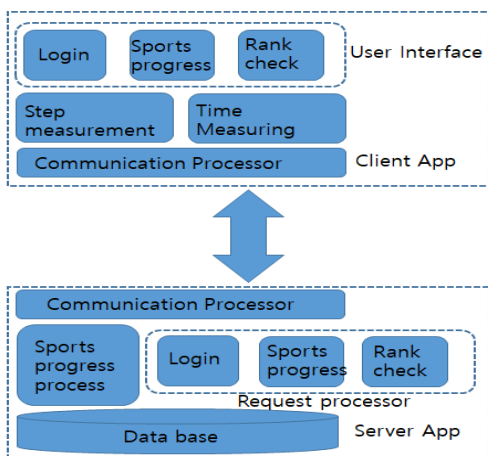 Login
Sports
progress
Rank
check
User Interface
Step
measurement
Time
Measuring
Communication Processor
Client App
Communication Processor
Sports
progress
process
Login
Sports
progress
Rank
check
Request processor
Data base
Server App